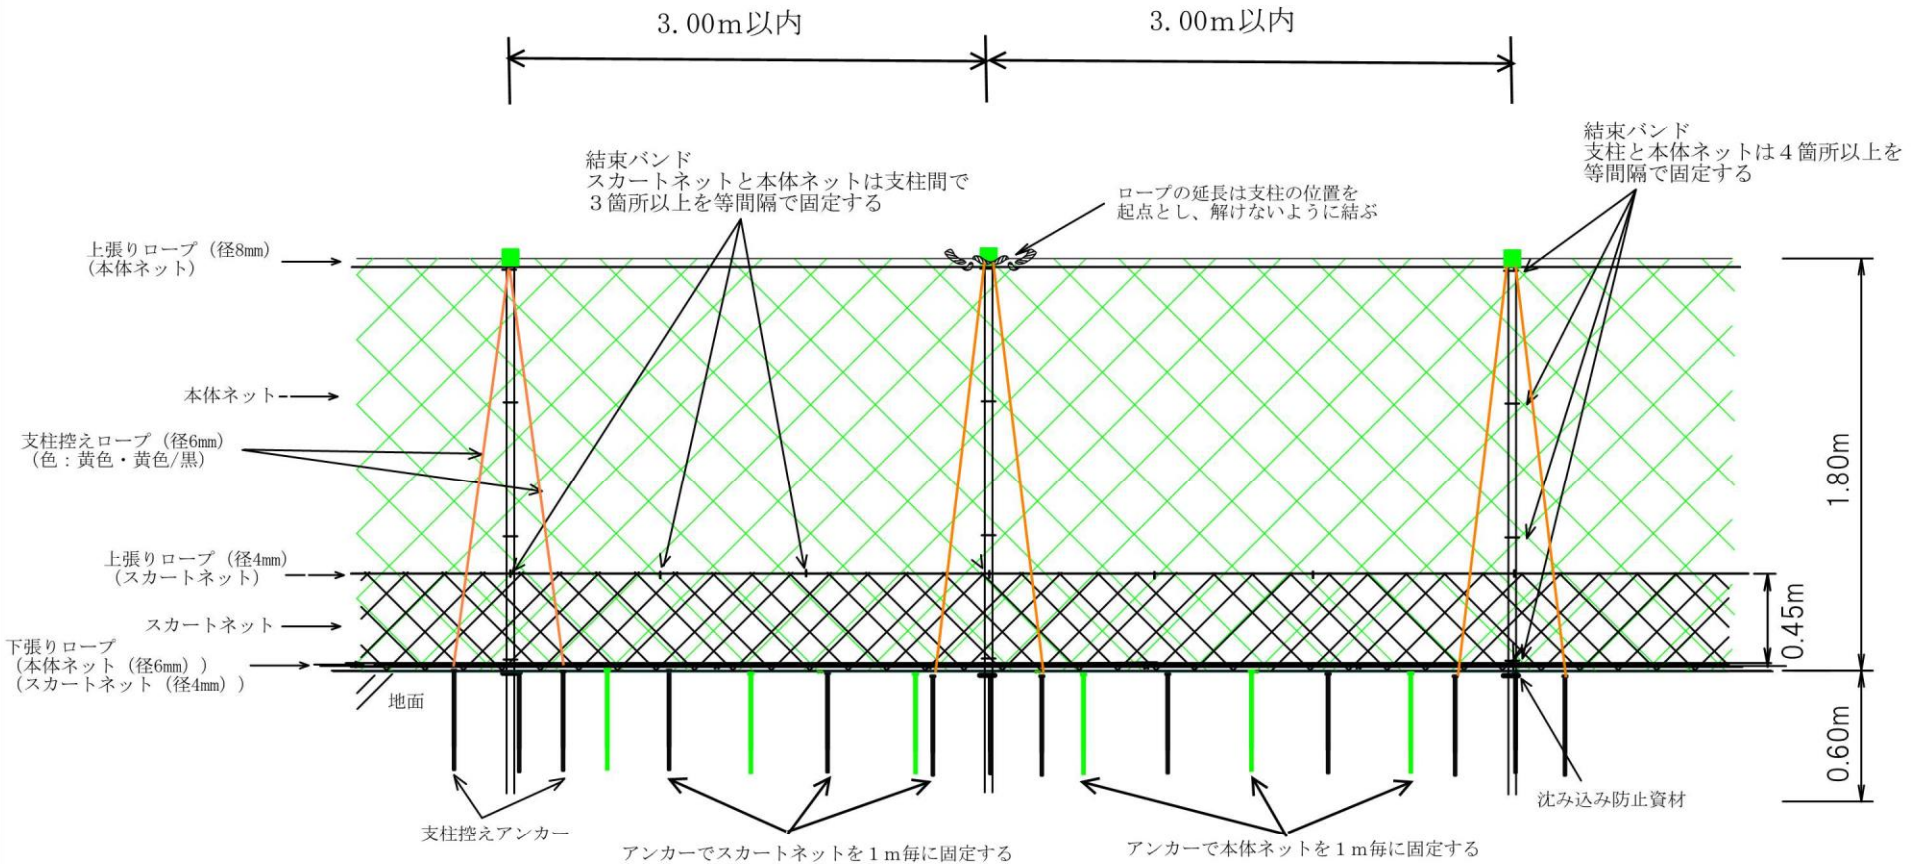 3.00m以内
3.00m以内
結束バンド
スカートネットと本体ネットは支柱間で
３箇所以上を等間隔で固定する
ロープの延長は支柱の位置を
起点とし、解けないように結ぶ
結束バンド
支柱と本体ネットは４箇所以上を
等間隔で固定する
上張りロープ（径8㎜）
（本体ネット）
本体ネット
支柱控えロープ（径6㎜）
（色：黄色・黄色/黒）
上張りロープ（径4㎜）
（スカートネット）
スカートネット
下張りロープ
（本体ネット（径6㎜））
（スカートネット（径4㎜））
地面
1.80m
0.45m
0.60m
支柱控えアンカー
アンカーでスカートネットを１ｍ毎に固定する
アンカーで本体ネットを１ｍ毎に固定する
沈み込み防止資材